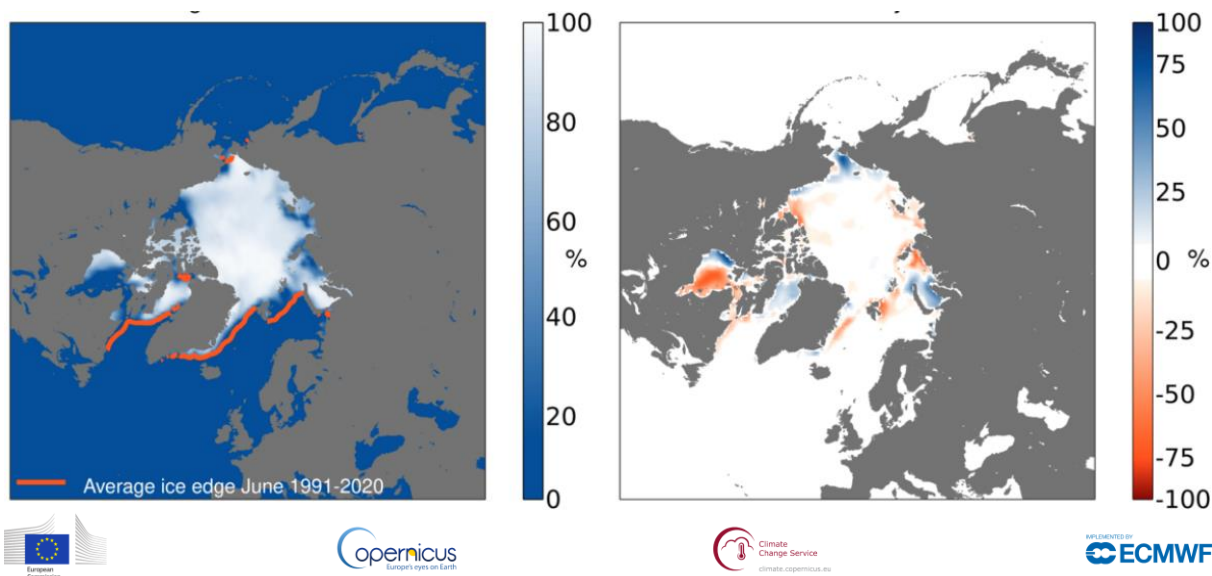 100
80
60
%
40
20
0
Average ice edge June 1991-2020
100
75
50
25
0 %
-25
-50
-75
-100
European
opernicus
Europe's eyes on Earth
Climate
Change Service
climate.copernicus.eu
IMPLEMENTED BY
ECMWF